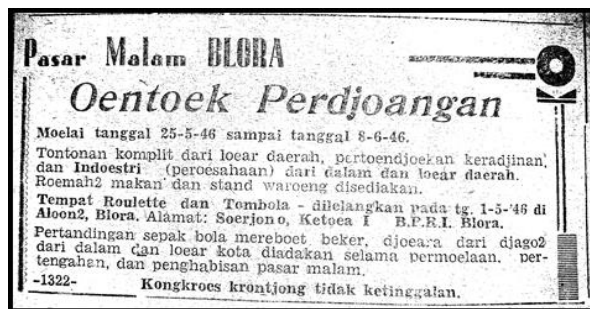 Pasar Malam BLORA
Oentoek Perdjoangan
Moelai tanggal 25-5-46 sampai tanggal 8-6-46.
Tontonan komplit dari loear daerah, pertoendjoekan keradjinan,
dan Indoestri (peroesahaan) dari dalam dan loear daerah.
Roemah2 makan dan stand waroeng disediakan.
Tempat Roulette dan Tombola - dilelangkan pada tg. 1-5-'46 di
Aloon2, Blora. Alamat: Soerjono, Ketoea I B.P.R.I. Blora.
Pertandingan sepak bola mereboet beker, djoeara dari djago2
dari dalam dan loear kota diadakan selama permoelaan. per-
tengahan, dan penghabisan pasar malam.
-1322- Kongkroes krontjong tidak ketinggalan.